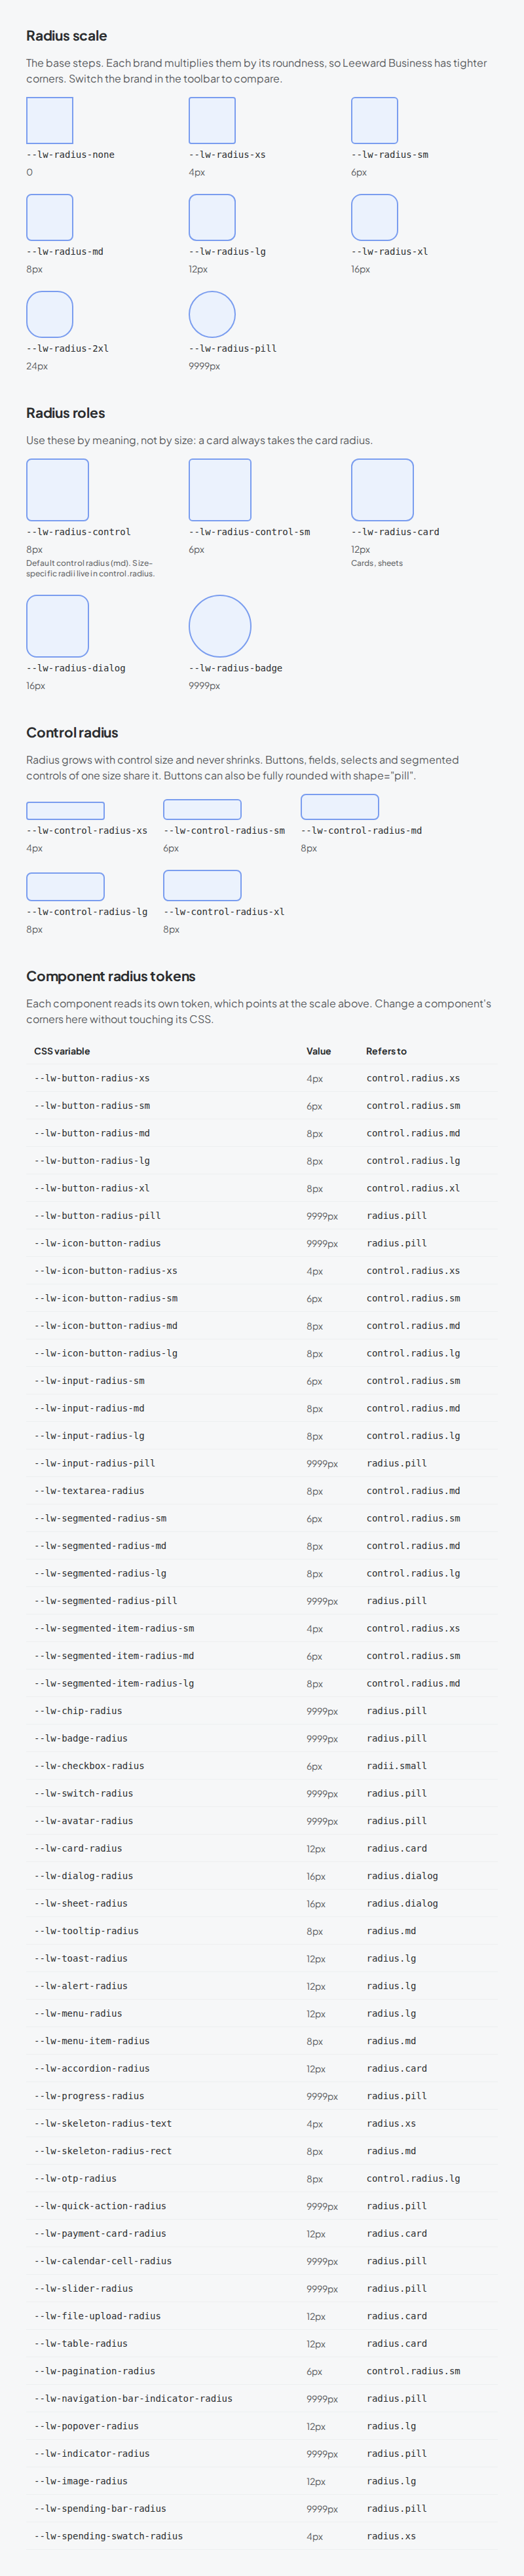 Radius scale
The base steps. Each brand multiplies them by its roundness, so Leeward Business has tighter
corners. Switch the brand in the toolbar to compare.
--lw-radius-none --lw-radius-xs --lw-radius-sm
0 4px 6px
--lw-radius-md --lw-radius-lg --lw-radius-xl
8px 12px 16px
--lw-radius-2xl --lw-radius-pill
24px 9999px
Radius roles
Use these by meaning, not by size: a card always takes the card radius.
--lw-radius-control --lw-radius-control-sm --lw-radius-card
8px 6px 12px
Default control radius (md). Size- Cards, sheets
specific radii live in control.radius.
--lw-radius-dialog --lw-radius-badge
16px 9999px
Control radius
Radius grows with control size and never shrinks. Buttons, fields, selects and segmented
controls of one size share it. Buttons can also be fully rounded with shape="pill".
--lw-control-radius-xs --lw-control-radius-sm --lw-control-radius-md
4px 6px 8px
--lw-control-radius-lg --lw-control-radius-xl
8px 8px
Component radius tokens
Each component reads its own token, which points at the scale above. Change a component's
corners here without touching its CSS.
CSS variable Value Refers to
--lw-button-radius-xs 4px control.radius.xs
--lw-button-radius-sm 6px control.radius.sm
--lw-button-radius-md 8px control.radius.md
--lw-button-radius-lg 8px control.radius.lg
--lw-button-radius-xl 8px control.radius.xl
--lw-button-radius-pill 9999px radius.pill
--lw-icon-button-radius 9999px radius.pill
--lw-icon-button-radius-xs 4px control.radius.xs
--lw-icon-button-radius-sm 6px control.radius.sm
--lw-icon-button-radius-md 8px control.radius.md
--lw-icon-button-radius-lg 8px control.radius.lg
--lw-input-radius-sm 6px control.radius.sm
--lw-input-radius-md 8px control.radius.md
--lw-input-radius-lg 8px control.radius.lg
--lw-input-radius-pill 9999px radius.pill
--lw-textarea-radius 8px control.radius.md
--lw-segmented-radius-sm 6px control.radius.sm
--lw-segmented-radius-md 8px control.radius.md
--lw-segmented-radius-lg 8px control.radius.lg
--lw-segmented-radius-pill 9999px radius.pill
--lw-segmented-item-radius-sm 4px control.radius.xs
--lw-segmented-item-radius-md 6px control.radius.sm
--lw-segmented-item-radius-lg 8px control.radius.md
--lw-chip-radius 9999px radius.pill
--lw-badge-radius 9999px radius.pill
--lw-checkbox-radius 6px radii.small
--lw-switch-radius 9999px radius.pill
--lw-avatar-radius 9999px radius.pill
--lw-card-radius 12px radius.card
--lw-dialog-radius 16px radius.dialog
--lw-sheet-radius 16px radius.dialog
--lw-tooltip-radius 8px radius.md
--lw-toast-radius 12px radius.lg
--lw-alert-radius 12px radius.lg
--lw-menu-radius 12px radius.lg
--lw-menu-item-radius 8px radius.md
--lw-accordion-radius 12px radius.card
--lw-progress-radius 9999px radius.pill
--lw-skeleton-radius-text 4px radius.xs
--lw-skeleton-radius-rect 8px radius.md
--lw-otp-radius 8px control.radius.lg
--lw-quick-action-radius 9999px radius.pill
--lw-payment-card-radius 12px radius.card
--lw-calendar-cell-radius 9999px radius.pill
--lw-slider-radius 9999px radius.pill
--lw-file-upload-radius 12px radius.card
--lw-table-radius 12px radius.card
--lw-pagination-radius 6px control.radius.sm
--lw-navigation-bar-indicator-radius 9999px radius.pill
--lw-popover-radius 12px radius.lg
--lw-indicator-radius 9999px radius.pill
--lw-image-radius 12px radius.lg
--lw-spending-bar-radius 9999px radius.pill
--lw-spending-swatch-radius 4px radius.xs